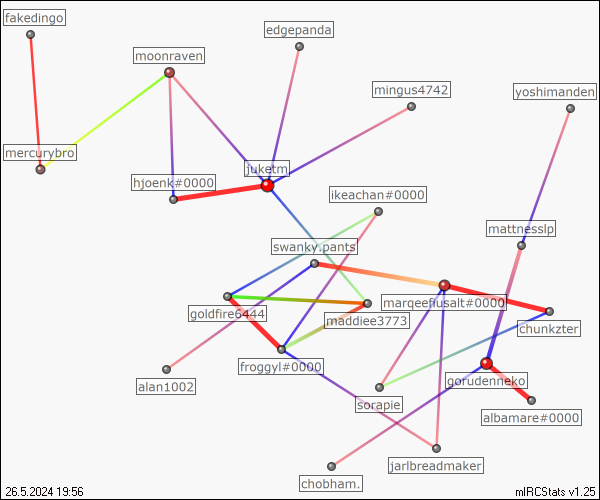 fakedingo
edgepanda
moonraven
mingus4742
yoshimanden
mercurybro
juketm
hjoenk#0000
ikeachan#0000
mattnesslp
swanky.pants
marqeefiusalt#0000
goldfire6444
maddiee3773
chunkzter
froggyl#0000
gorudenneko
alan1002
socapie
albamare#0000
jarlbreadmaker
chobham.
26.5.2024 19:56
mIRCStats v1.25